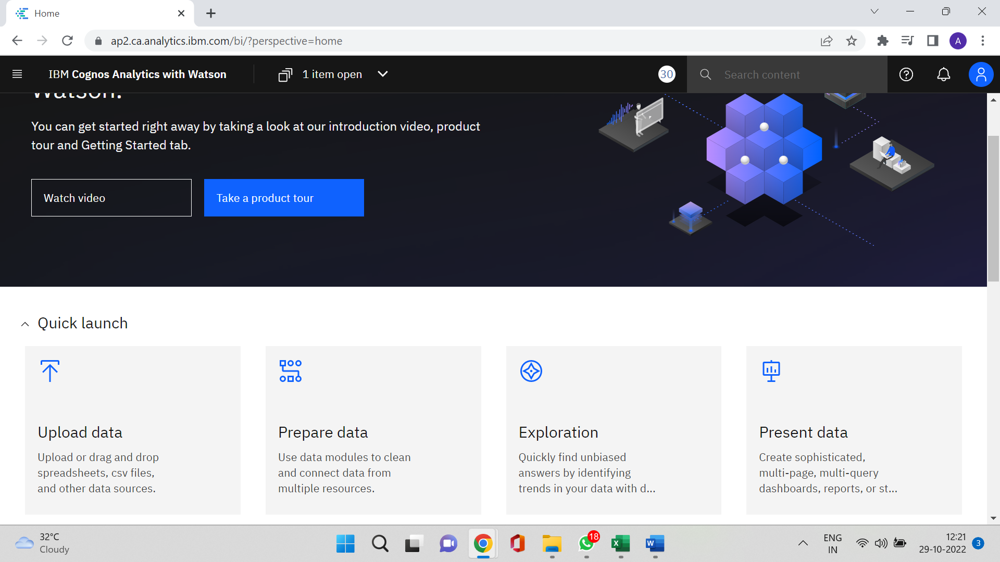 Home
ap2.ca.analytics.ibm.com/bi/?perspective=home
A
IBM Cognos Analytics with Watson
1 item open
30
Search content
Watson.
You can get started right away by taking a look at our introduction video, product
tour and Getting Started tab.
Watch video
Take a product tour
Quick launch
Upload data
Upload or drag and drop
spreadsheets, csv files,
and other data sources.
Prepare data
Use data modules to clean
and connect data from
multiple resources.
Exploration
Quickly find unbiased
answers by identifying
trends in your data with d...
Present data
Create sophisticated,
multi-page, multi-query
dashboards, reports, or st...
32°C
Cloudy
18
X
W
ENG
IN
12:21
29-10-2022
3